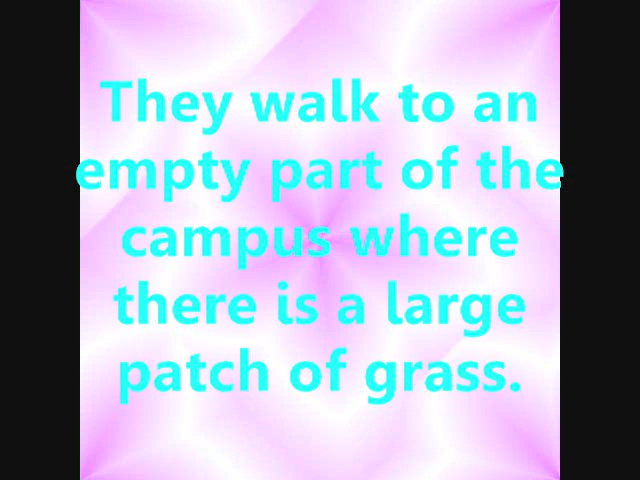 They walk to an
empty part of the
campus where
there is a large
patch of grass.